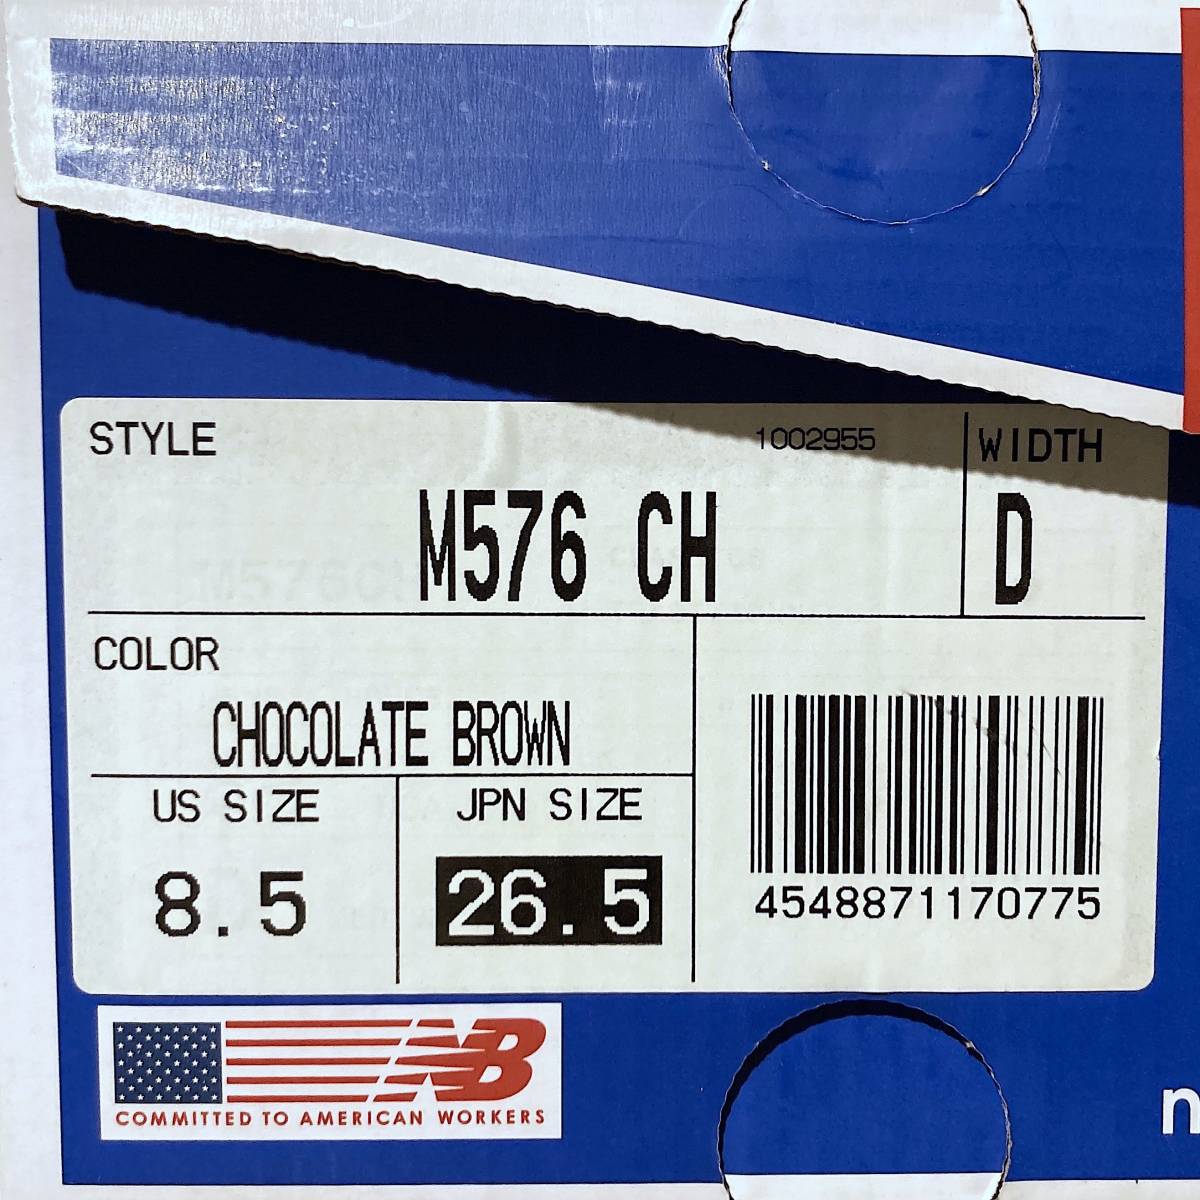 STYLE
1002955
WIDTH
M576 CH
D
COLOR
CHOCOLATE BROWN
US SIZE
JPN SIZE
8.5
26.5
4548871170775
NB
COMMITTED TO AMERICAN WORKERS
n